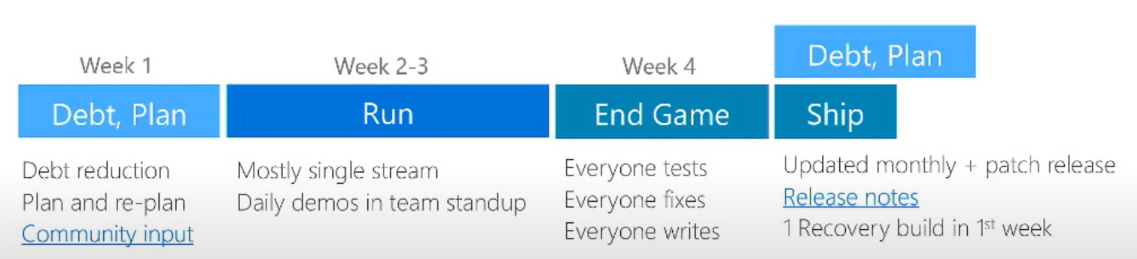 Week 1
Debt, Plan
Debt reduction
Plan and re-plan
Community input
Week 2-3
Run
Mostly single stream
Daily demos in team standup
Week 4
End Game
Everyone tests
Everyone fixes
Everyone writes
Debt, Plan
Ship
Updated monthly + patch release
Release notes
1 Recovery build in 1st week